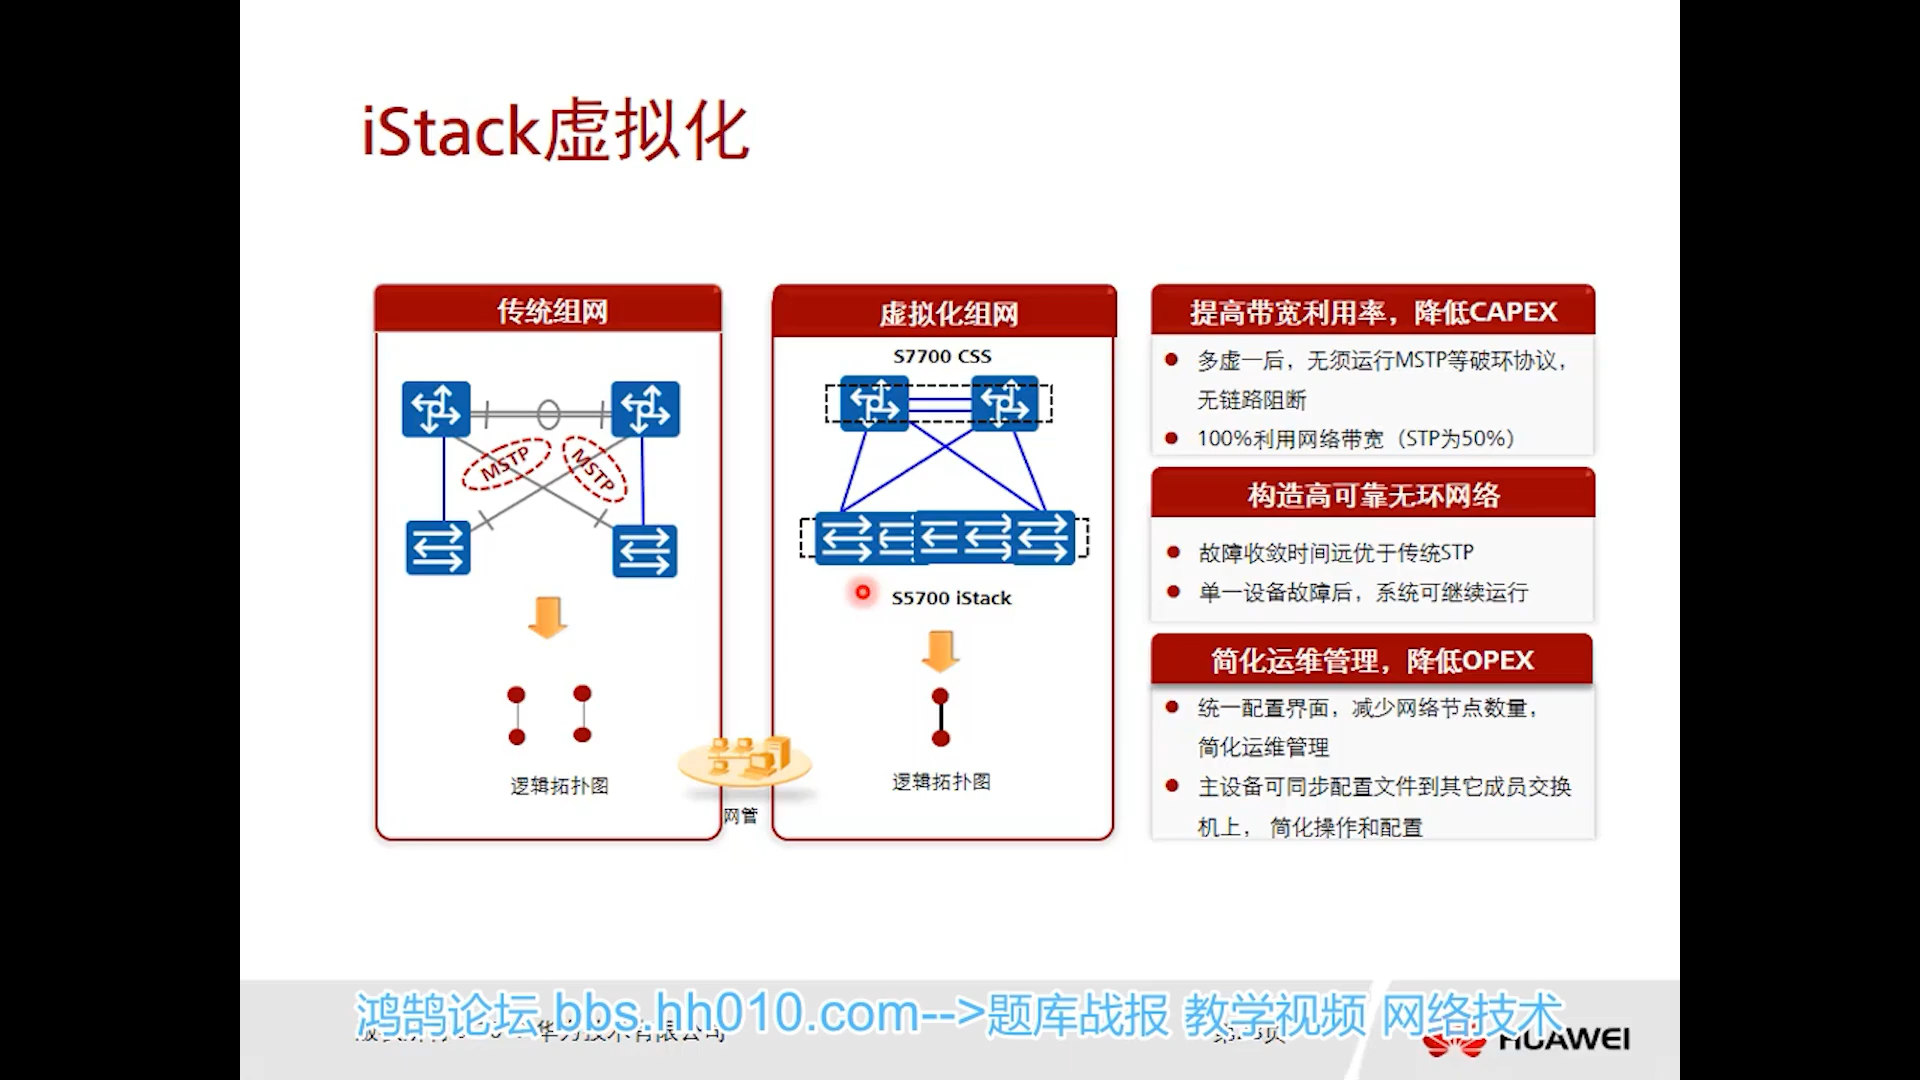 iStack虚拟化
传统组网
MSTP
MSTP
逻辑拓扑图
网管
虚拟化组网
S7700 CSS
S5700 iStack
逻辑拓扑图
提高带宽利用率，降低CAPEX
多虚一后，无须运行MSTP等破环协议，
无链路阻断
100%利用网络带宽（STP为50%）
构造高可靠无环网络
故障收敛时间远优于传统STP
单一设备故障后，系统可继续运行
简化运维管理，降低OPEX
统一配置界面，减少网络节点数量，
简化运维管理
主设备可同步配置文件到其它成员交换
机上， 简化操作和配置
鸿鹄论坛 bbs.hh010.com-->题库战报 教学视频 网络技术
HUAWEI